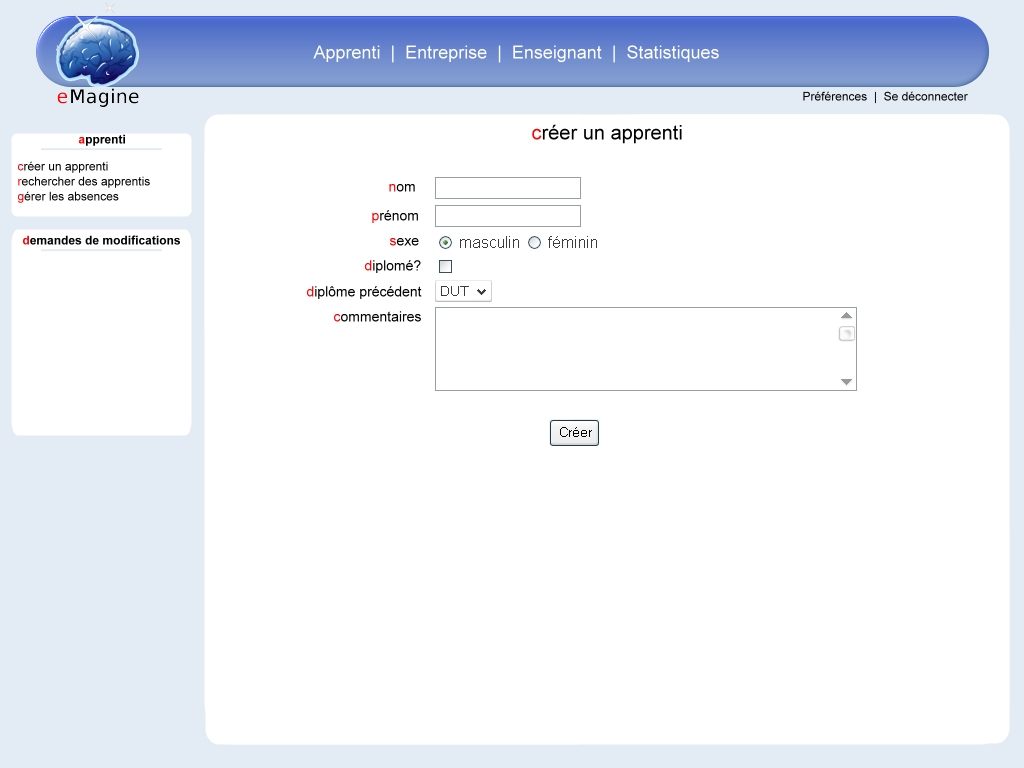 Apprenti | Entreprise | Enseignant | Statistiques
eMagine
Préférences | Se déconnecter
apprenti
créer un apprenti
rechercher des apprentis
gérer les absences
demandes de modifications
créer un apprenti
nom
prénom
sexe masculin féminin
diplomé?
diplôme précédent DUT
commentaires
Créer